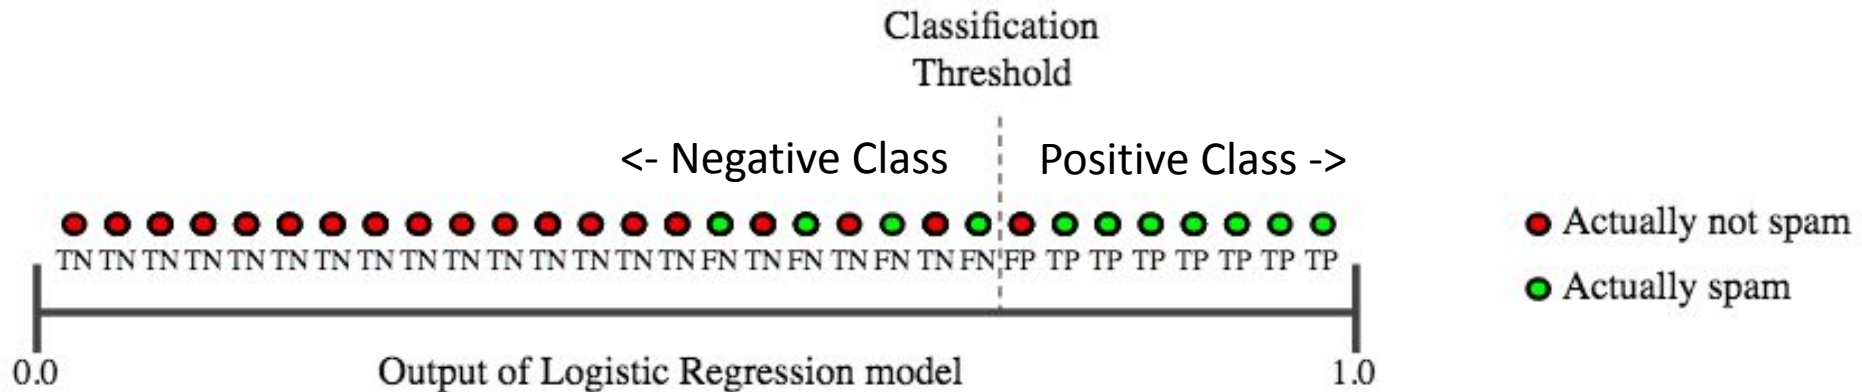 Classification
Threshold
<- Negative Class
Positive Class ->
TN TN TN TN TN TN TN TN TN TN TN TN TN TN TN FN TN FN TN FN TN FN FP TP TP TP TP TP TP TP
Actually not spam
Actually spam
0.0
Output of Logistic Regression model
1.0